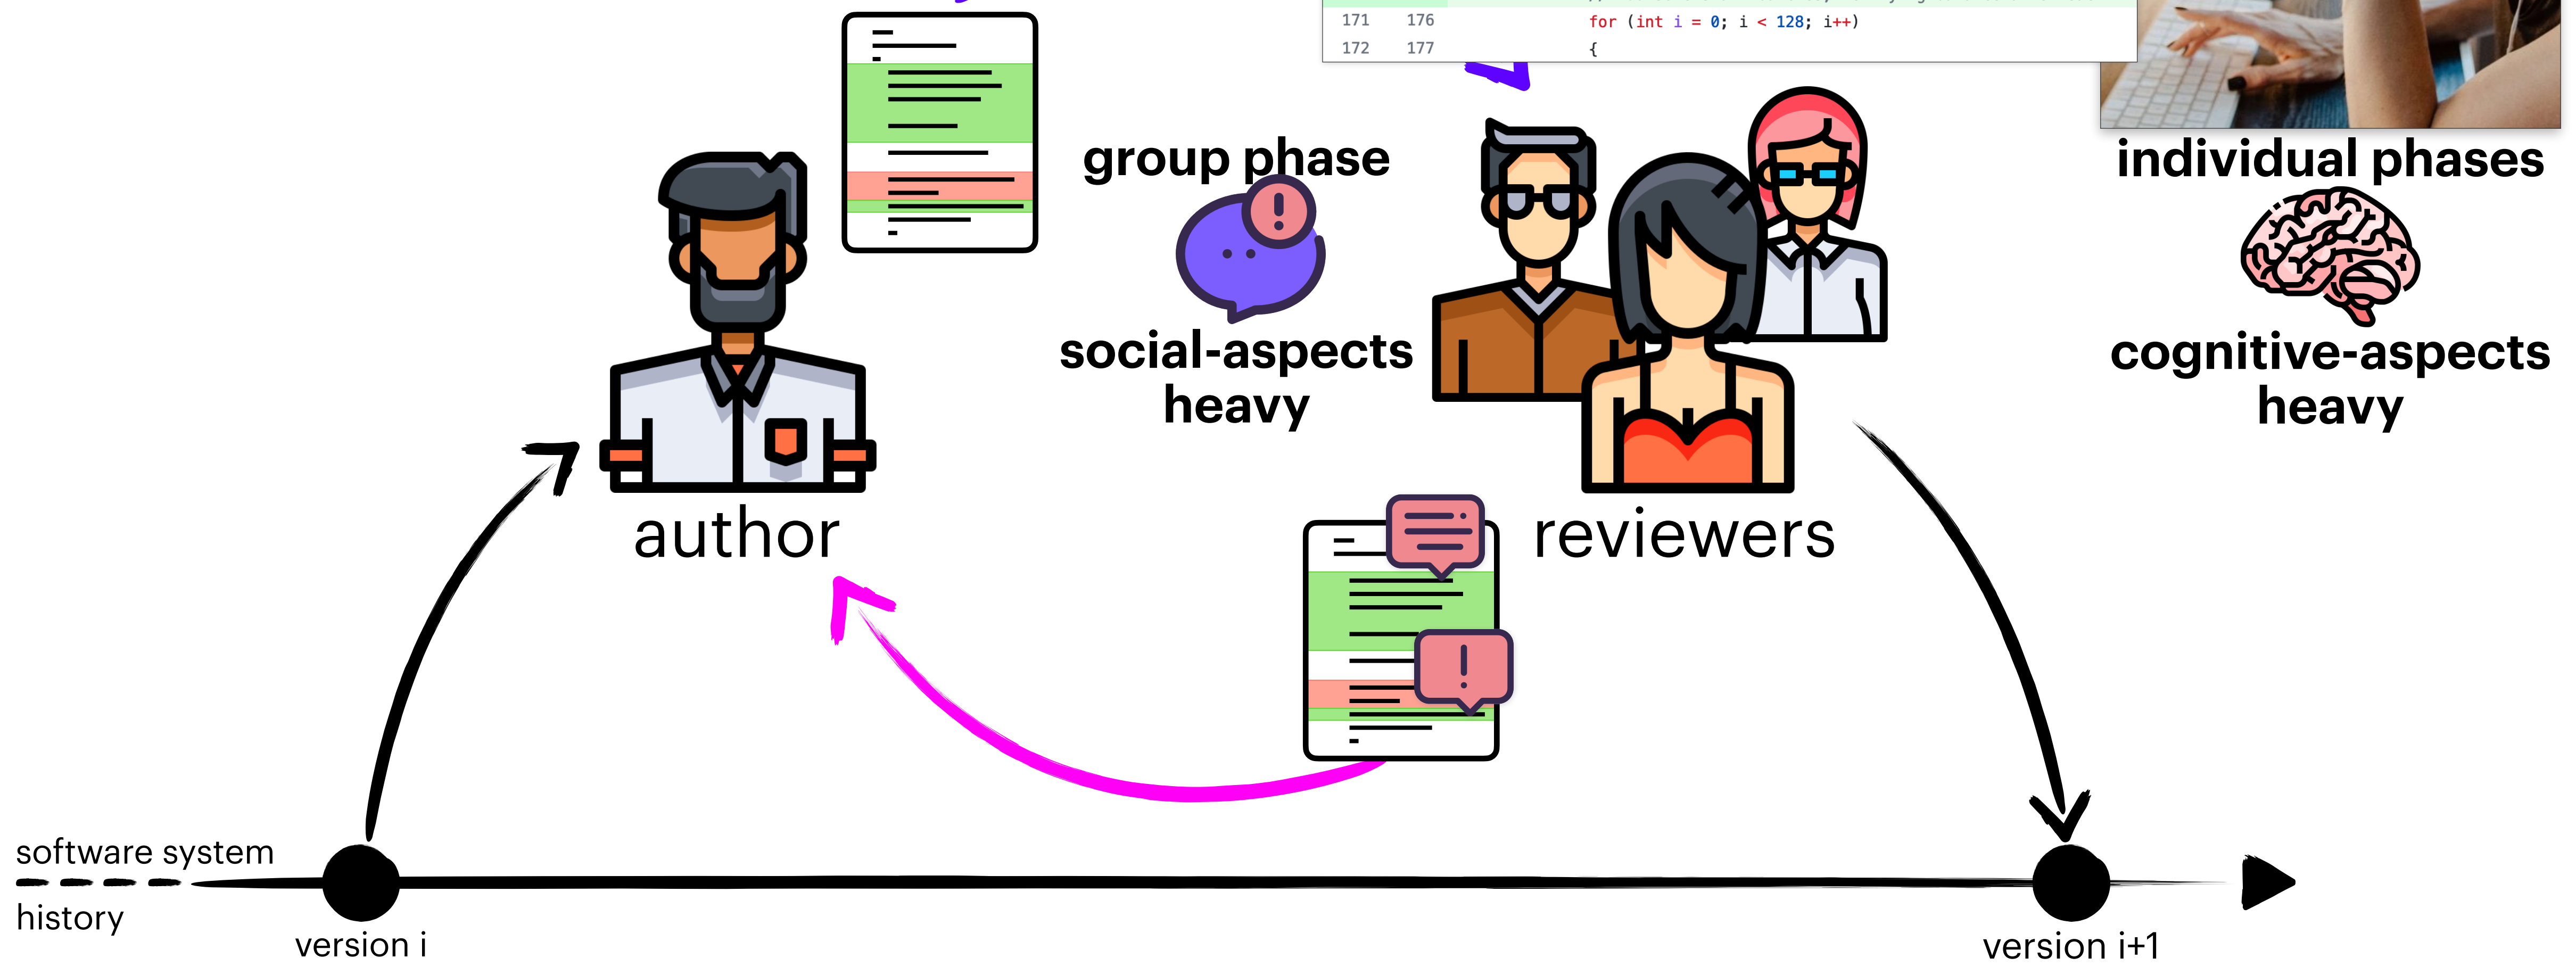 171 176 for (int i = 0; i < 128; i++)
172 177 {
group phase
individual phases
social-aspects
heavy
cognitive-aspects
heavy
author
reviewers
software system
history
version i
version i+1